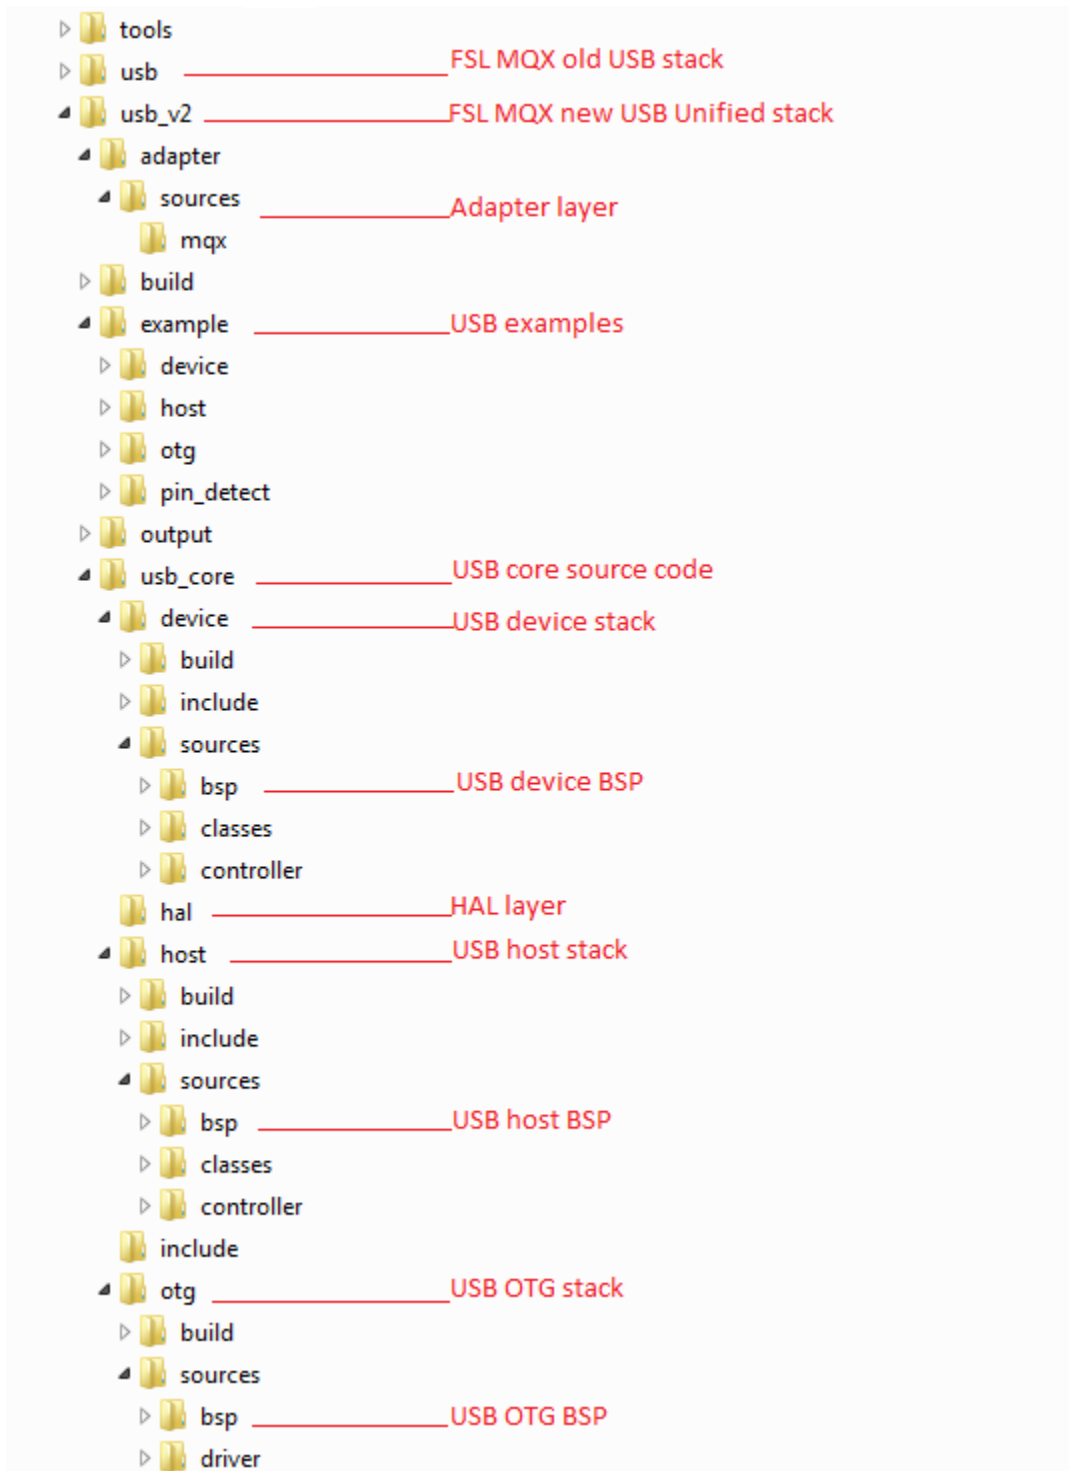 tools
usb FSL MQX old USB stack
usb_v2 FSL MQX new USB Unified stack
adapter
sources Adapter layer
mqx
build
example USB examples
device
host
otg
pin_detect
output
usb_core USB core source code
device USB device stack
build
include
sources
bsp USB device BSP
classes
controller
hal HAL layer
host USB host stack
build
include
sources
bsp USB host BSP
classes
controller
include
otg USB OTG stack
build
sources
bsp USB OTG BSP
driver